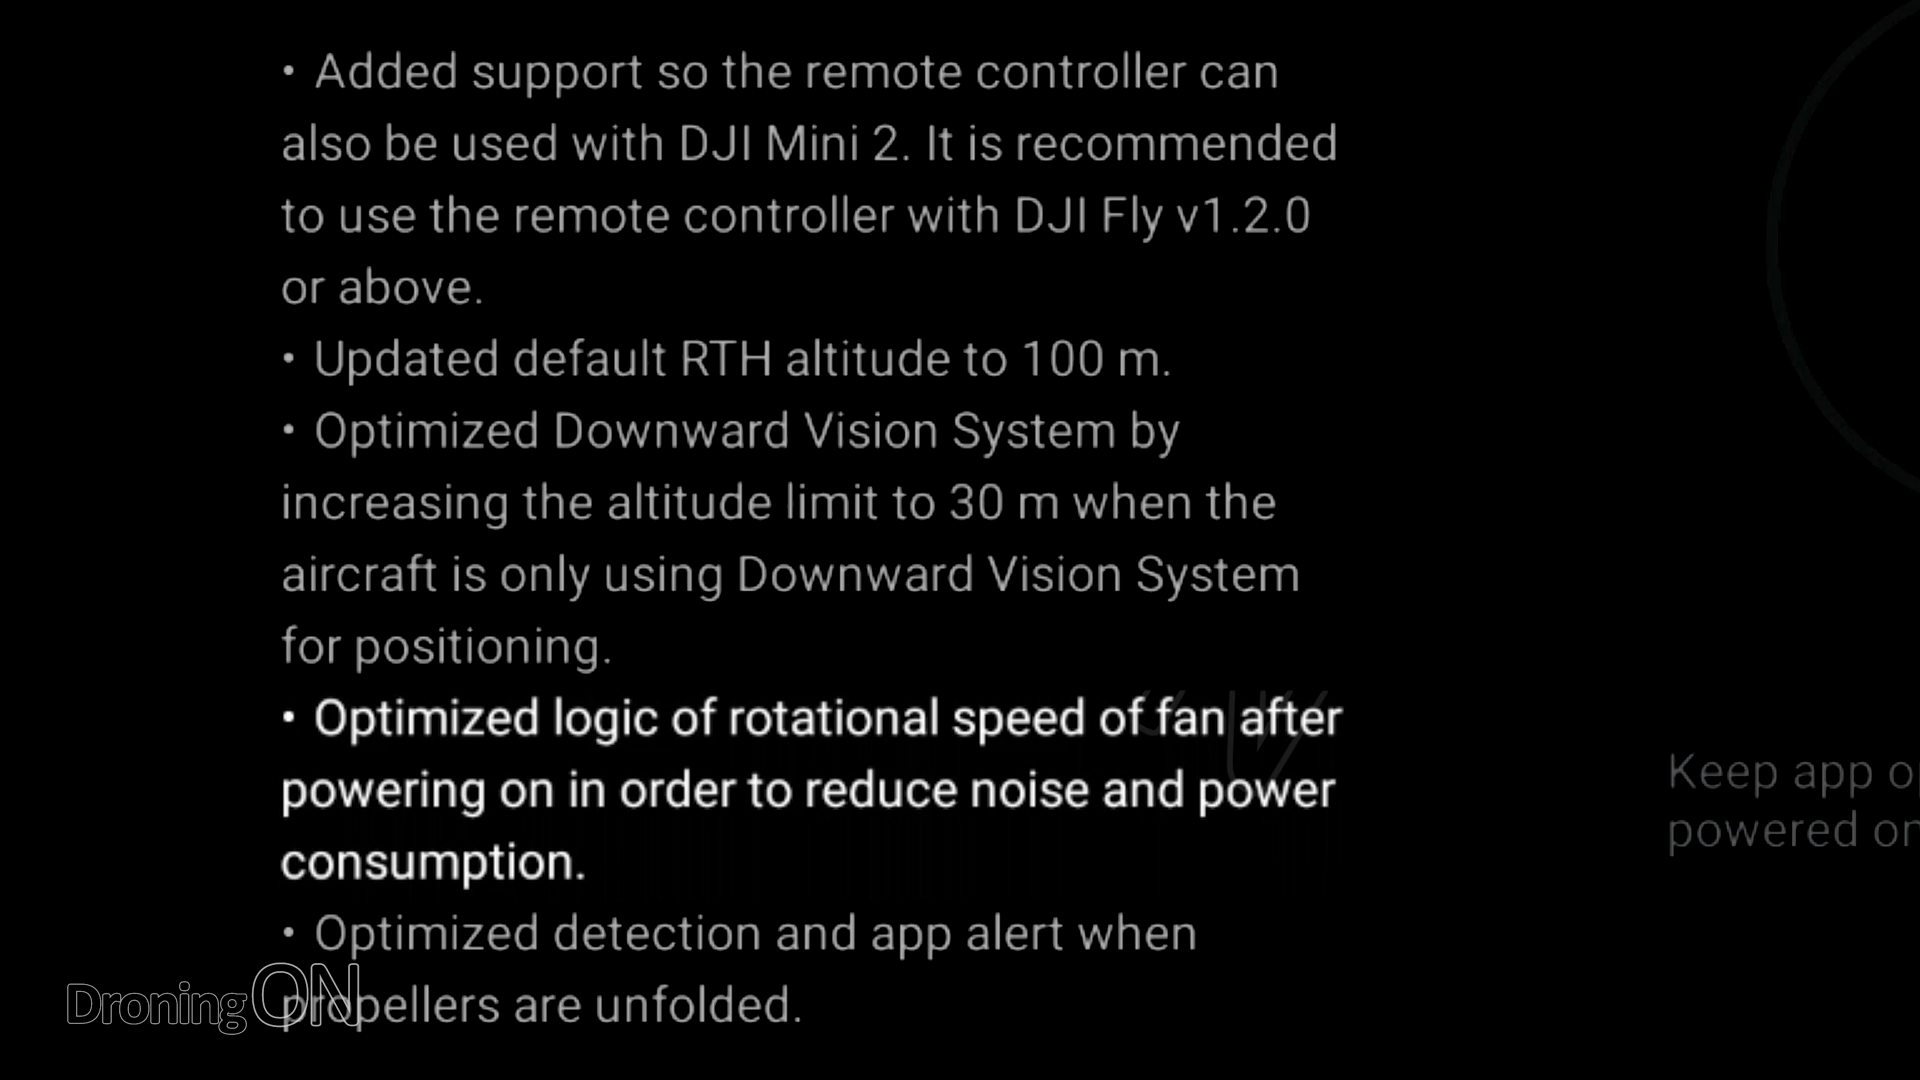 • Added support so the remote controller can
also be used with DJI Mini 2. It is recommended
to use the remote controller with DJI Fly v1.2.0
or above.
• Updated default RTH altitude to 100 m.
• Optimized Downward Vision System by
increasing the altitude limit to 30 m when the
aircraft is only using Downward Vision System
for positioning.
• Optimized logic of rotational speed of fan after
powering on in order to reduce noise and power
consumption.
• Optimized detection and app alert when
propellers are unfolded.
Keep app
powered
DroningON